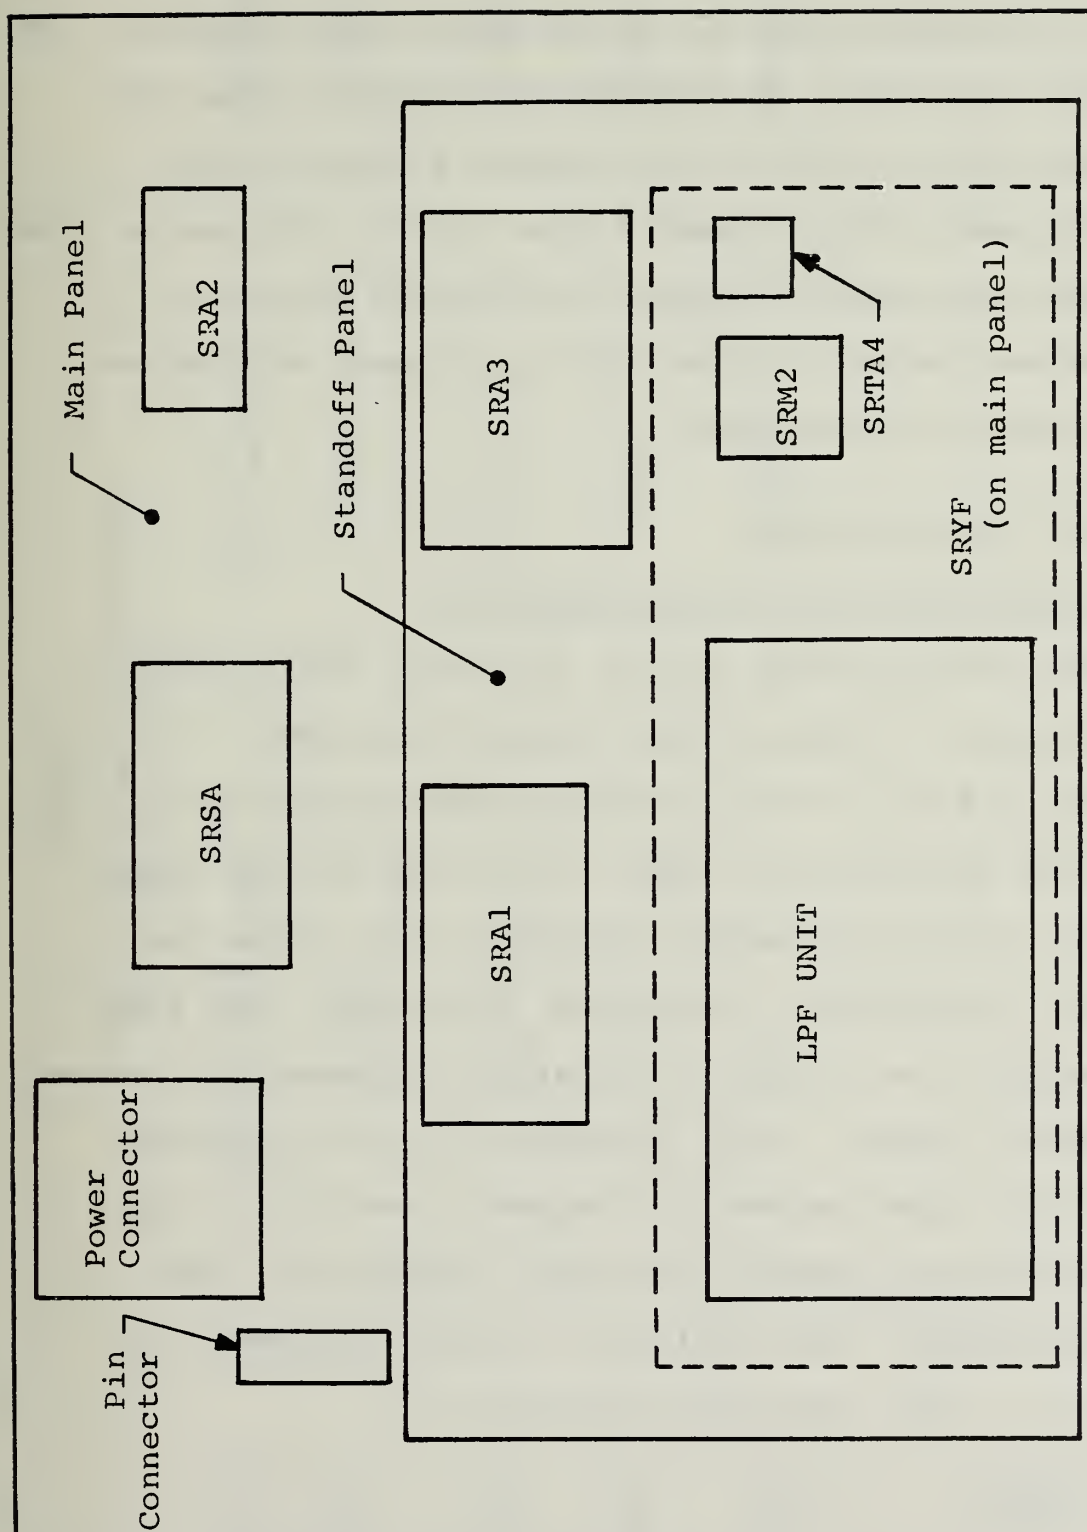 Main Panel
SRA2
SRSA
Power
Connector
Pin
Connector
Standoff Panel
SRA3
SRA1
SRM2
SRTA4
SRYF
(on main panel)
LPF UNIT